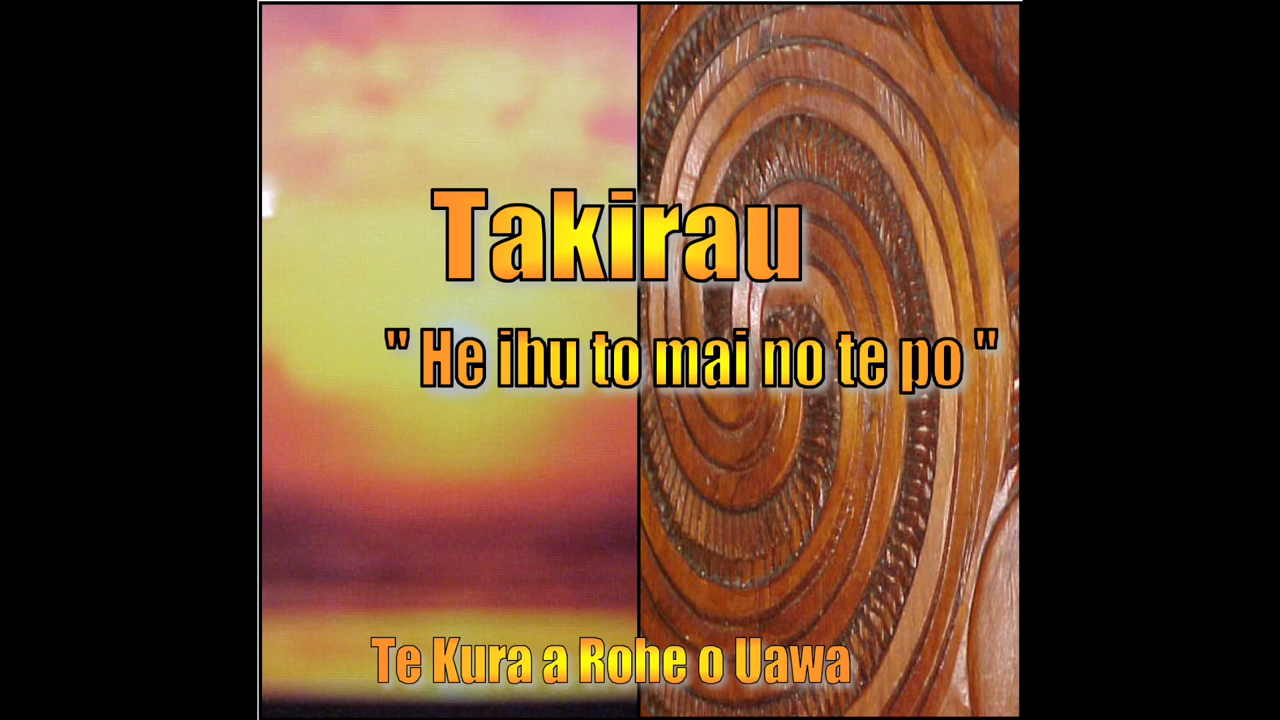 Takirau
" He ihu to mai no te po "
Te Kura a Rohe o Uawa